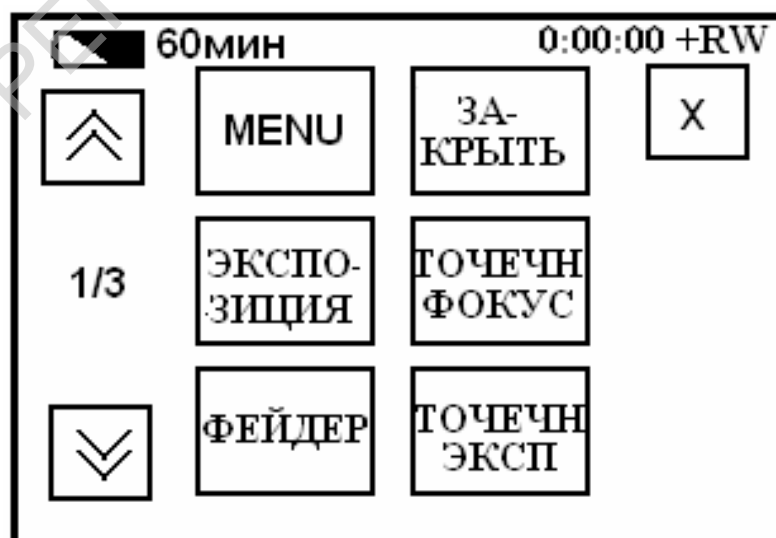 60мин 0:00:00 +RW
MENU
ЗА-
КРЫТЬ
X
1/3
ЭКСПО-
ЗИЦИЯ
ТОЧЕЧН
ФОКУС
ФЕЙДЕР
ТОЧЕЧН
ЭКСП